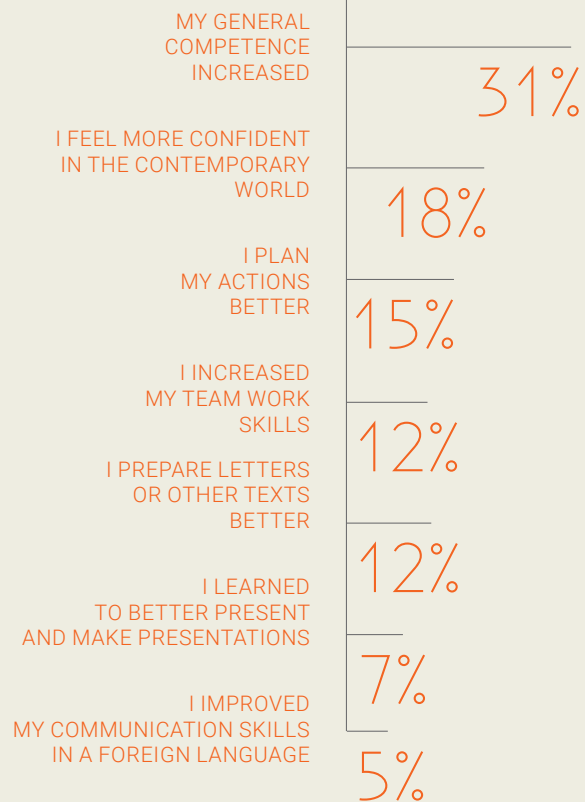 MY GENERAL
COMPETENCE
INCREASED
31%
I FEEL MORE CONFIDENT
IN THE CONTEMPORARY
WORLD
18%
I PLAN
MY ACTIONS
BETTER
15%
I INCREASED
MY TEAM WORK
SKILLS
12%
I PREPARE LETTERS
OR OTHER TEXTS
BETTER
12%
I LEARNED
TO BETTER PRESENT
AND MAKE PRESENTATIONS
7%
I IMPROVED
MY COMMUNICATION SKILLS
IN A FOREIGN LANGUAGE
5%